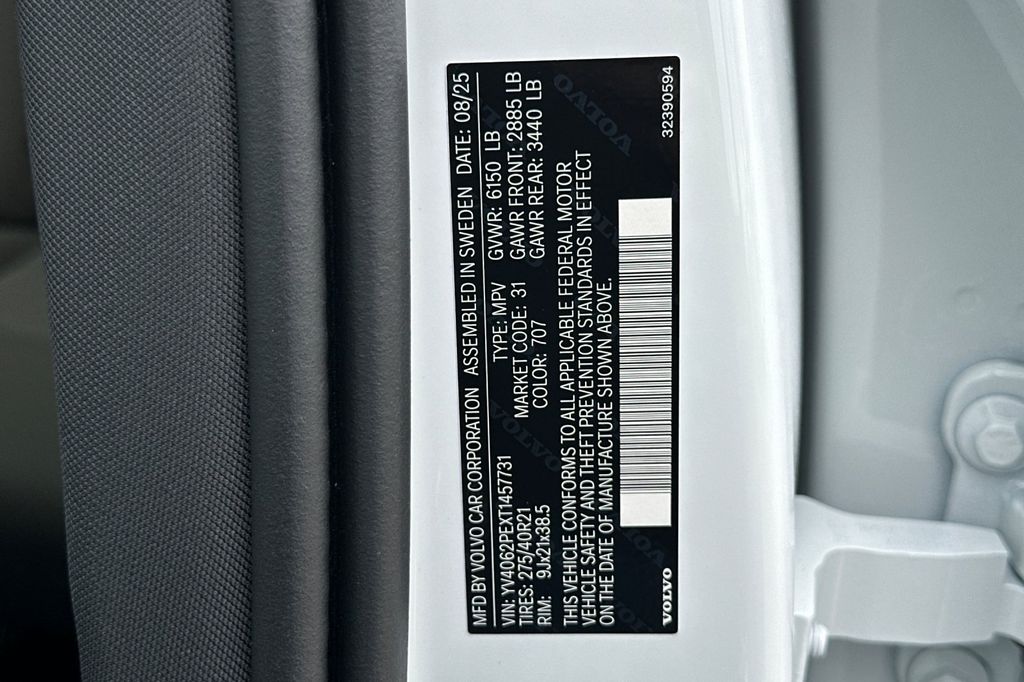 MFD BY VOLVO CAR CORPORATION ASSEMBLED IN SWEDEN DATE: 08/25
VIN: YV4062PEXT1457731 TYPE: MPV GVWR: 6150 LB
TIRES: 275/40R21 MARKET CODE: 31 GAWR FRONT: 2885 LB
RIM: 9Jx21x38.5 COLOR: 707 GAWR REAR: 3440 LB
THIS VEHICLE CONFORMS TO ALL APPLICABLE FEDERAL MOTOR
VEHICLE SAFETY AND THEFT PREVENTION STANDARDS IN EFFECT
ON THE DATE OF MANUFACTURE SHOWN ABOVE.
VOLVO 32390594
VOLVO
VOLVO
VOLVO